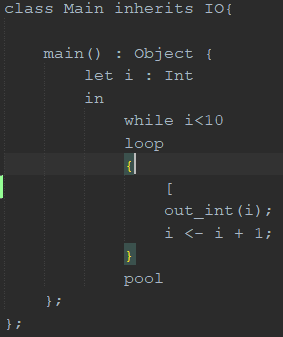 class Main inherits IO{
main() : Object {
let i : Int
in
while i<10
loop
{
[
out_int(i);
i <- i + 1;
}
pool
};
};